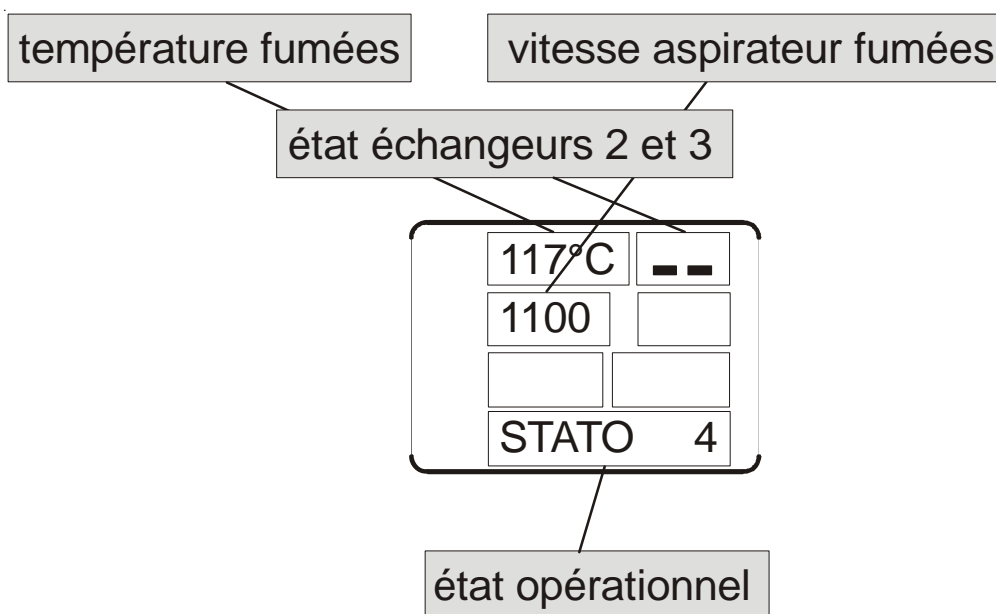 température fumées
vitesse aspirateur fumées
état échangeurs 2 et 3
117°C
1100
STATO 4
état opérationnel